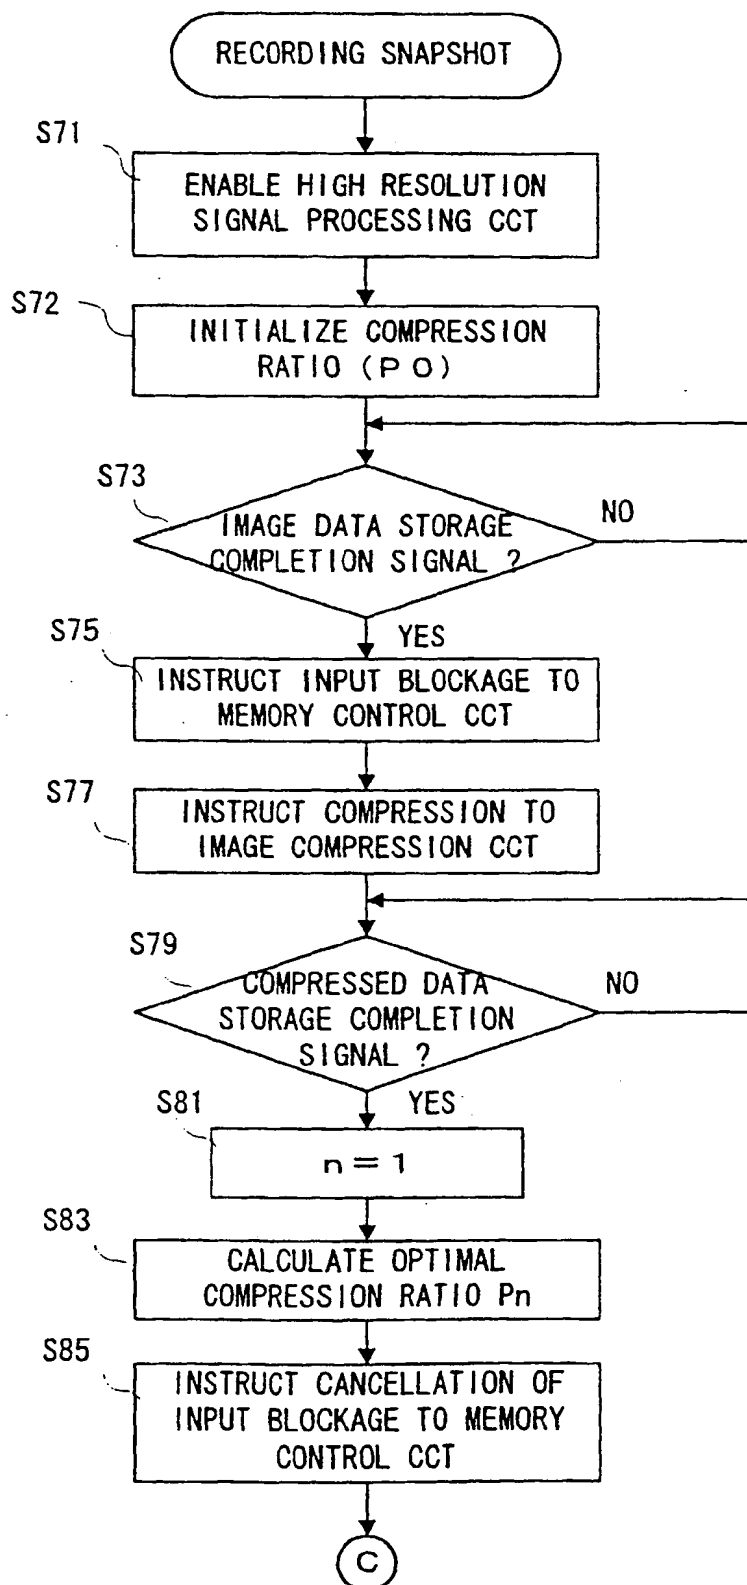 RECORDING SNAPSHOT
S71
ENABLE HIGH RESOLUTION
SIGNAL PROCESSING CCT
S72
INITIALIZE COMPRESSION
RATIO (P0)
S73
IMAGE DATA STORAGE
COMPLETION SIGNAL ?
NO
YES
S75
INSTRUCT INPUT BLOCKAGE TO
MEMORY CONTROL CCT
S77
INSTRUCT COMPRESSION TO
IMAGE COMPRESSION CCT
S79
COMPRESSED DATA
STORAGE COMPLETION
SIGNAL ?
NO
YES
S81
n=1
S83
CALCULATE OPTIMAL
COMPRESSION RATIO Pn
S85
INSTRUCT CANCELLATION OF
INPUT BLOCKAGE TO MEMORY
CONTROL CCT
C